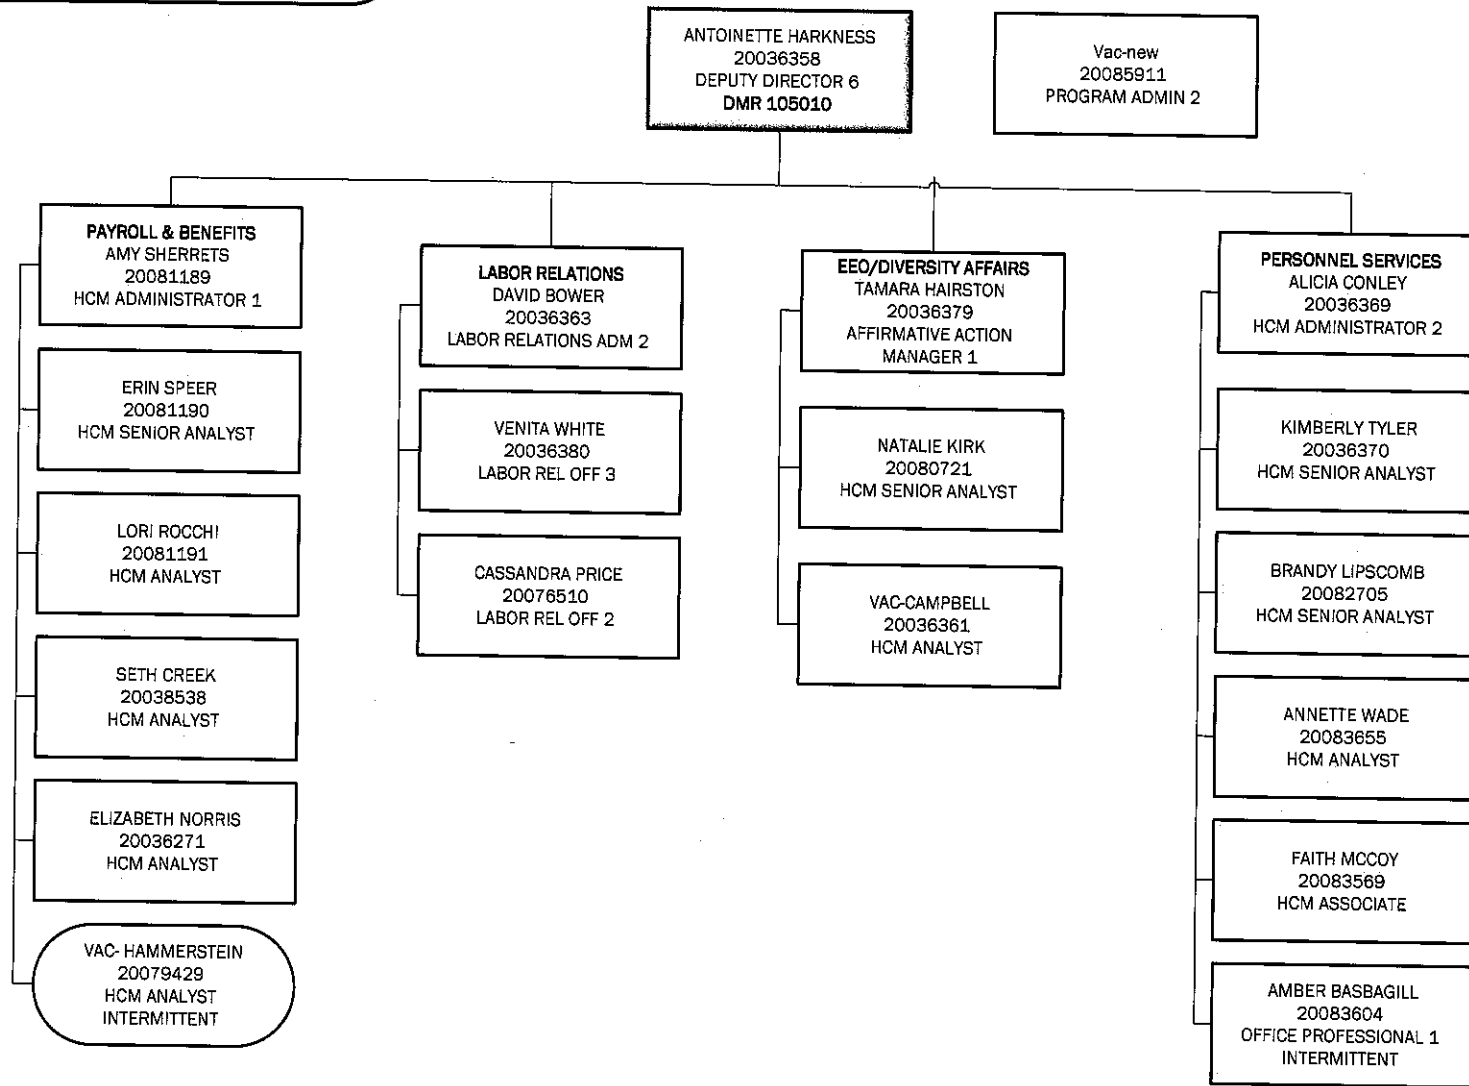 ANTOINETTE HARKNESS
20036358
DEPUTY DIRECTOR 6
DMR 105010
Vac-new
20085911
PROGRAM ADMIN 2
PAYROLL & BENEFITS
AMY SHERRETS
20081189
HCM ADMINISTRATOR 1
ERIN SPEER
20081190
HCM SENIOR ANALYST
LORI ROCCHI
20081191
HCM ANALYST
SETH CREEK
20038538
HCM ANALYST
ELIZABETH NORRIS
20036271
HCM ANALYST
VAC- HAMMERSTEIN
20079429
HCM ANALYST
INTERMITTENT
LABOR RELATIONS
DAVID BOWER
20036363
LABOR RELATIONS ADM 2
VENITA WHITE
20036380
LABOR REL OFF 3
CASSANDRA PRICE
20076510
LABOR REL OFF 2
EEO/DIVERSITY AFFAIRS
TAMARA HAIRSTON
20036379
AFFIRMATIVE ACTION
MANAGER 1
NATALIE KIRK
20080721
HCM SENIOR ANALYST
VAC-CAMPBELL
20036361
HCM ANALYST
PERSONNEL SERVICES
ALICIA CONLEY
20036369
HCM ADMINISTRATOR 2
KIMBERLY TYLER
20036370
HCM SENIOR ANALYST
BRANDY LIPSCOMB
20082705
HCM SENIOR ANALYST
ANNETTE WADE
20083655
HCM ANALYST
FAITH MCCOY
20083569
HCM ASSOCIATE
AMBER BASBAGILL
20083604
OFFICE PROFESSIONAL 1
INTERMITTENT